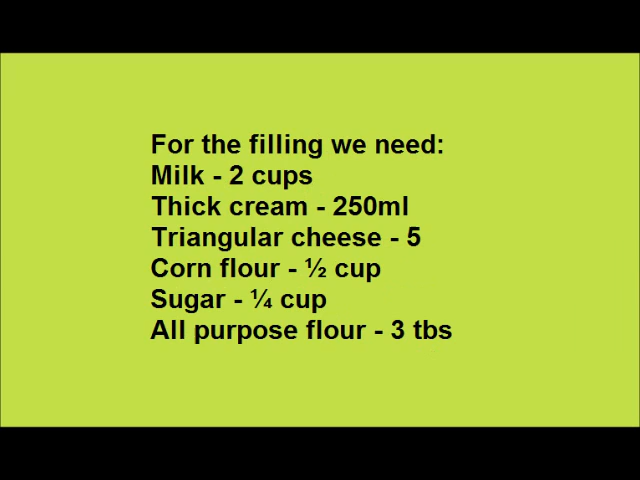 For the filling we need:
Milk - 2 cups
Thick cream - 250ml
Triangular cheese - 5
Corn flour - ½ cup
Sugar - ¼ cup
All purpose flour - 3 tbs